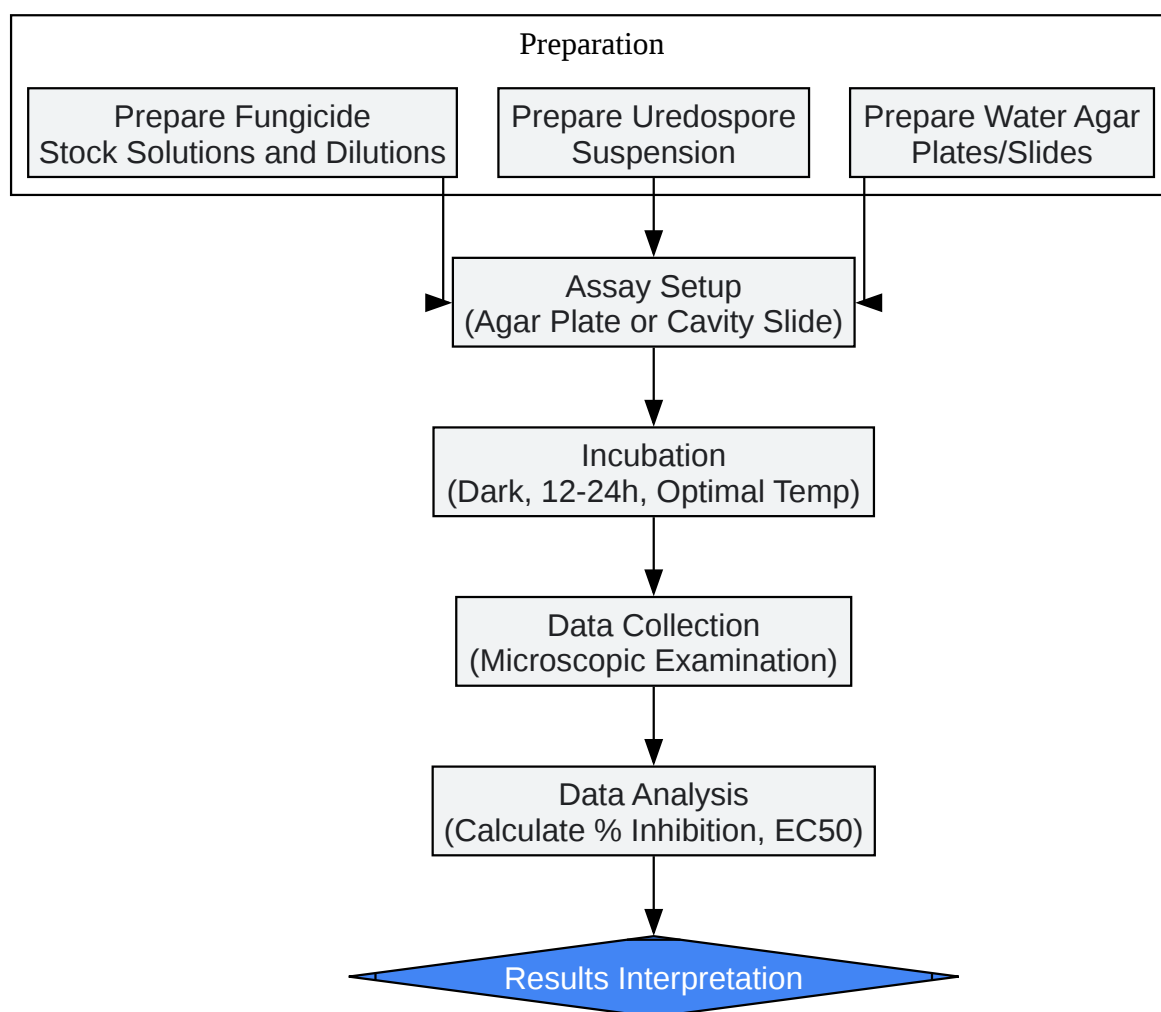 Preparation
Prepare Fungicide
Stock Solutions and Dilutions
Prepare Uredospore
Suspension
Prepare Water Agar
Plates/Slides
Assay Setup
(Agar Plate or Cavity Slide)
Incubation
(Dark, 12-24h, Optimal Temp)
Data Collection
(Microscopic Examination)
Data Analysis
(Calculate % Inhibition, EC50)
Results Interpretation